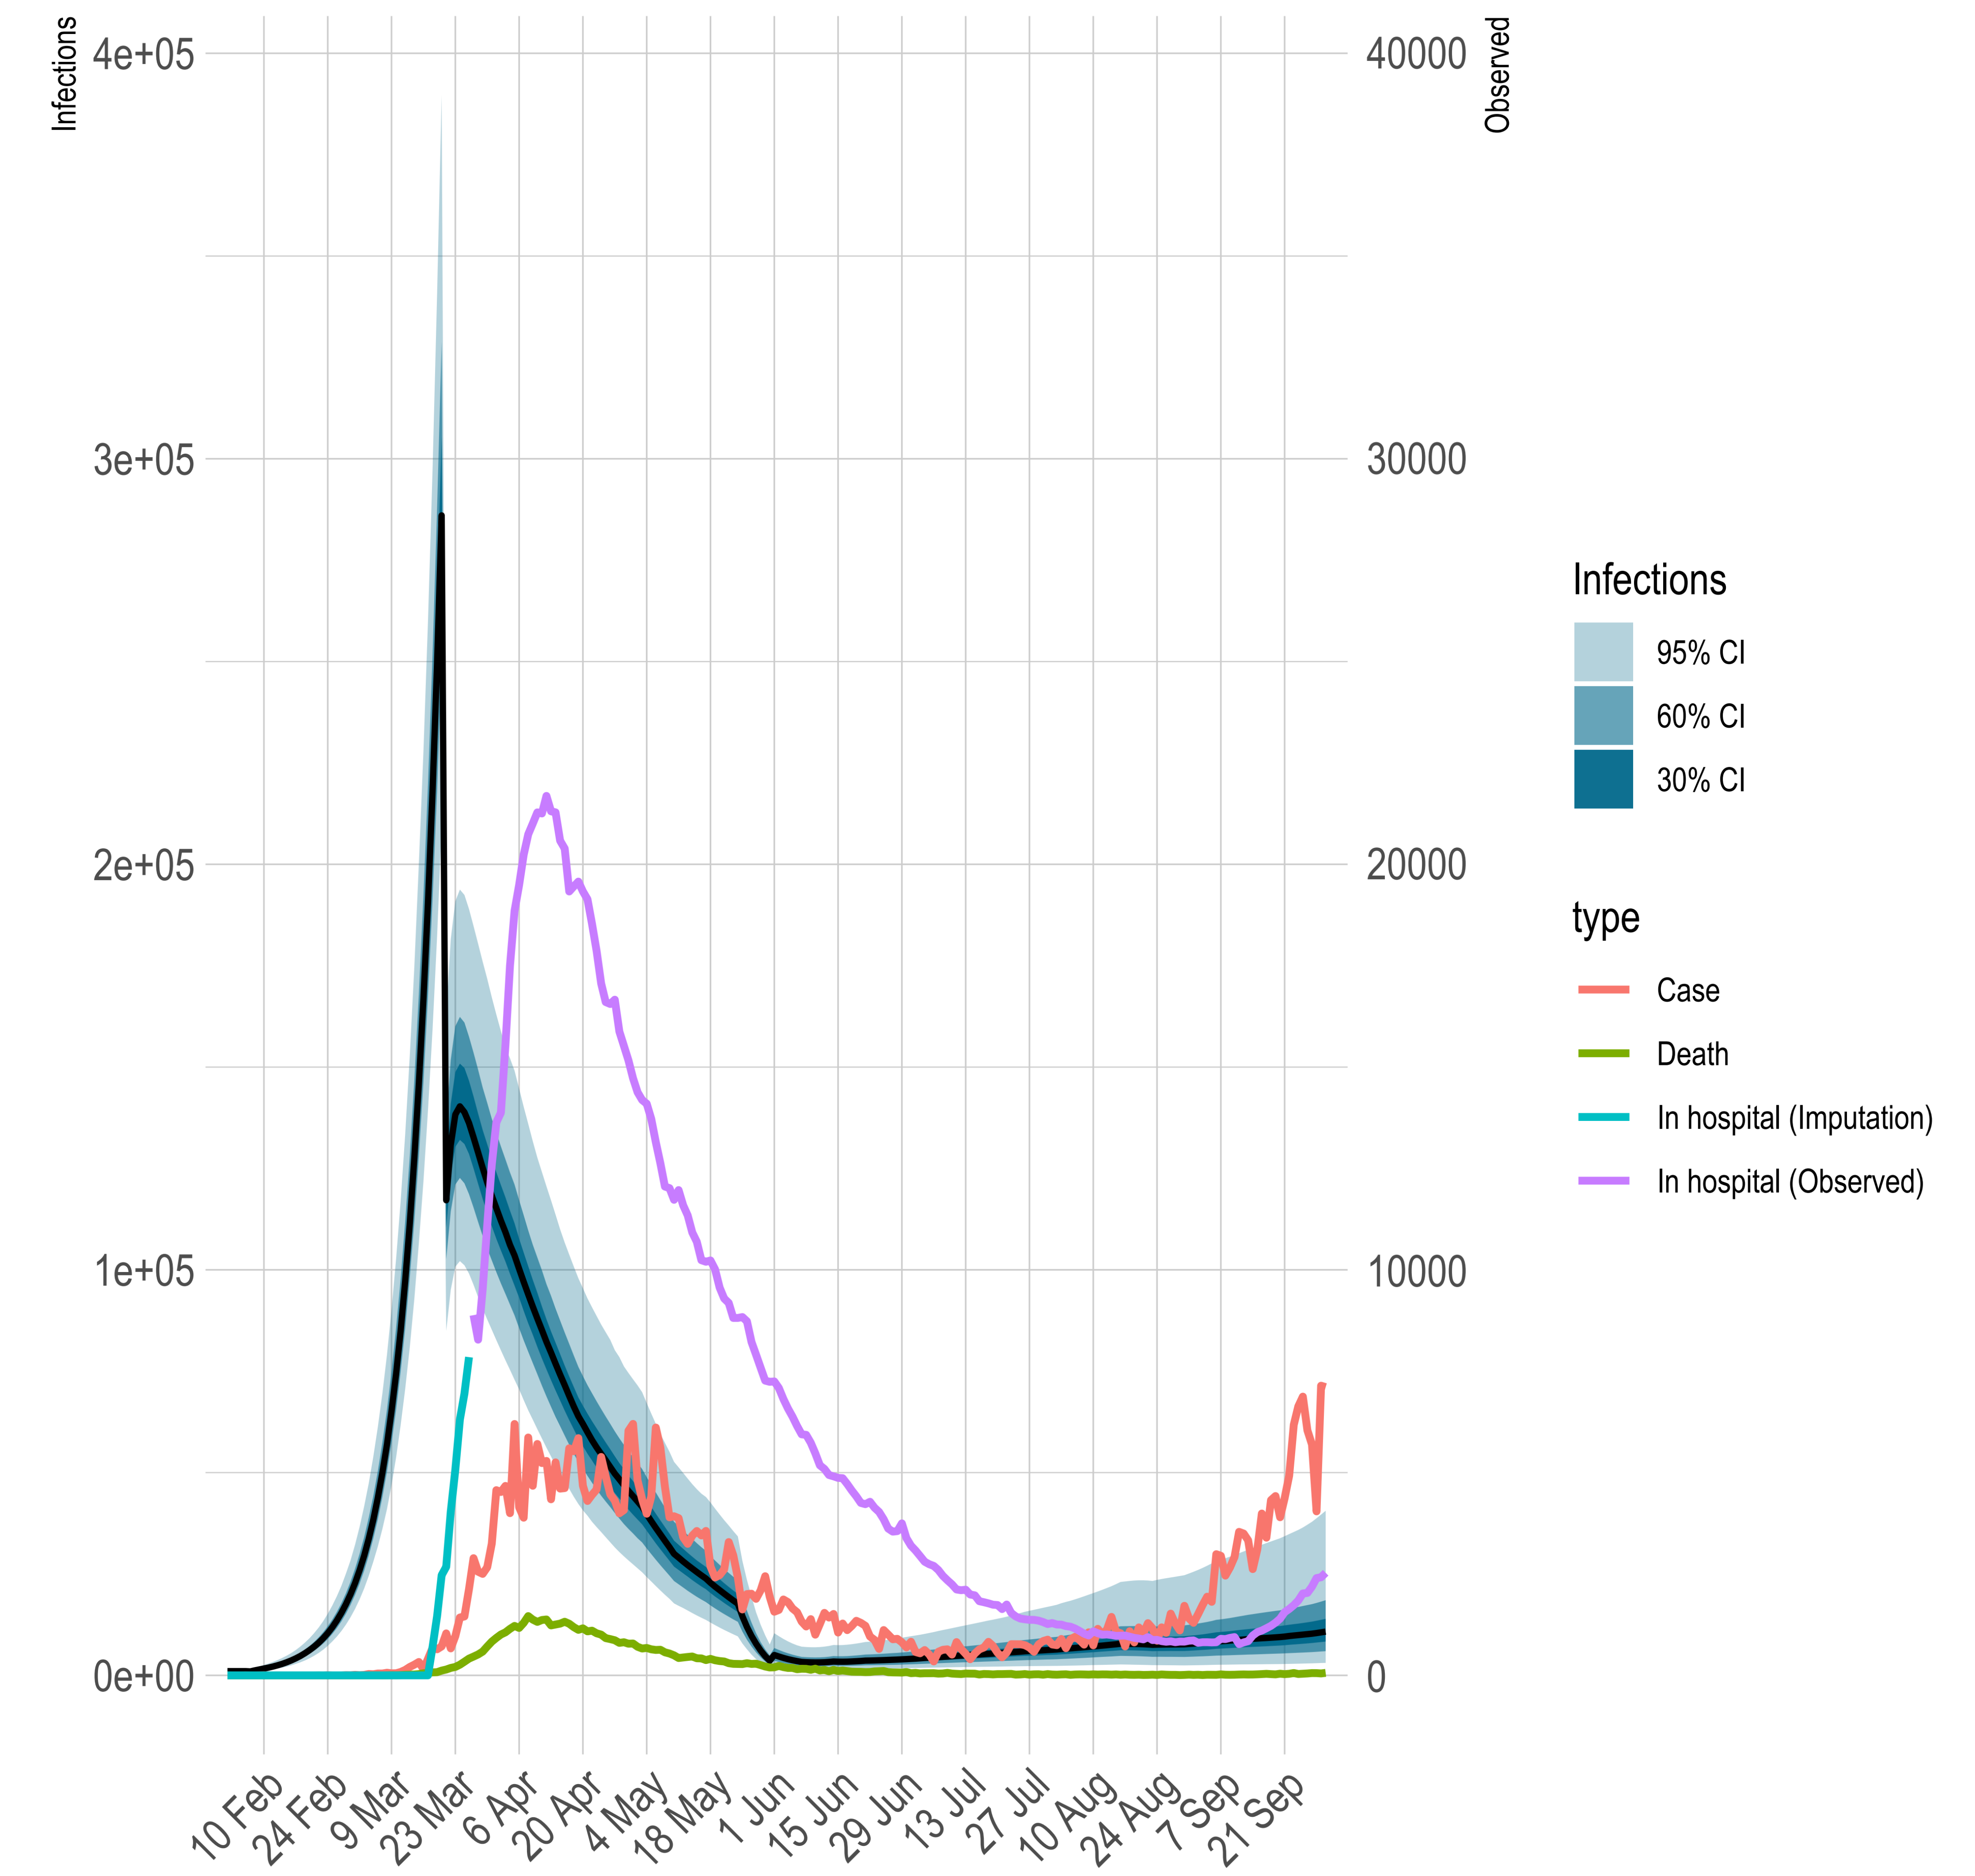 Infections
4e+05
3e+05
2e+05
1e+05
0e+00
Observed
40000
30000
20000
10000
0
10 Feb
24 Feb
9 Mar
23 Mar
6 Apr
20 Apr
4 May
18 May
1 Jun
15 Jun
29 Jun
13 Jul
27 Jul
10 Aug
24 Aug
7 Sep
21 Sep
Infections
95% CI
60% CI
30% CI
type
Case
Death
In hospital (Imputation)
In hospital (Observed)